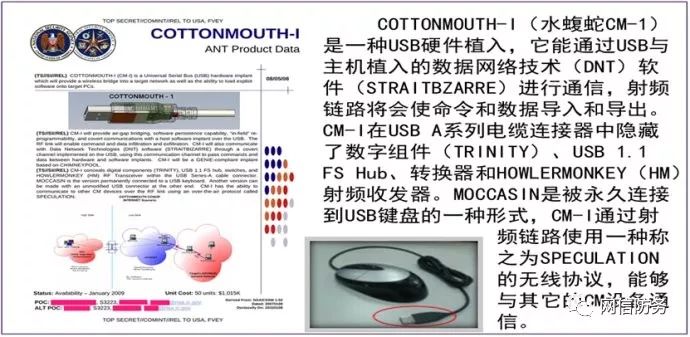 TOP SECRET//COMINT//REL TO USA, FVEY
COTTONMOUTH-I
ANT Product Data
(TS//SI//REL) COTTONMOUTH-I (CM-I) is a Universal Serial Bus (USB) hardware implant
which will provide a wireless bridge into a target network as well as the ability to load exploit
software onto target PCs.
08/05/08
COTTONMOUTH - 1
(TS//SI//REL) CM-I will provide air-gap bridging, software persistence capability, "in-field" re-
programmability, and covert communications with a host software implant over the USB. The
RF link will enable command and data infiltration and exfiltration. CM-I will also communicate
with Data Network Technologies (DNT) software (STRAITBIZARRE) through a covert
channel implemented on the USB, using this communication channel to pass commands and
data between hardware and software implants. CM-I will be a GENIE-compliant implant
based on CHIMNEYPOOL.
(TS//SI//REL) CM-I conceals digital components (TRINITY), USB 1.1 FS hub, switches, and
HOWLERMONKEY (HM) RF Transceiver within the USB Series-A cable connector.
MOCCASIN is the version permanently connected to a USB keyboard. Another version can
be made with an unmodified USB connector at the other end. CM-I has the ability to
communicate to other CM devices over the RF link using an over-the-air protocol called
SPECULATION.
Status: Availability – January 2009
Unit Cost: 50 units: $1,015K
POC:
S3223,
ALT POC:
S3223,
TOP SECRET//COMINT//REL TO USA, FVEY
COTTONMOUTH-I（水蝮蛇CM-1）
是一种USB硬件植入，它能通过USB与
主机植入的数据网络技术（DNT）软
件（STRAITBZARRE）进行通信，射频
链路将会使命令和数据导入和导出。
CM-I在USB A系列电缆连接器中隐藏
了数字组件（TRINITY）、USB 1.1
FS Hub、转换器和HOWLERMONKEY（HM）
射频收发器。MOCCASIN是被永久连接
到USB键盘的一种形式，CM-I通过射
频链路使用一种称
之为SPECULATION
的无线协议，能够
与其它的CM设备通
信。
网信防务